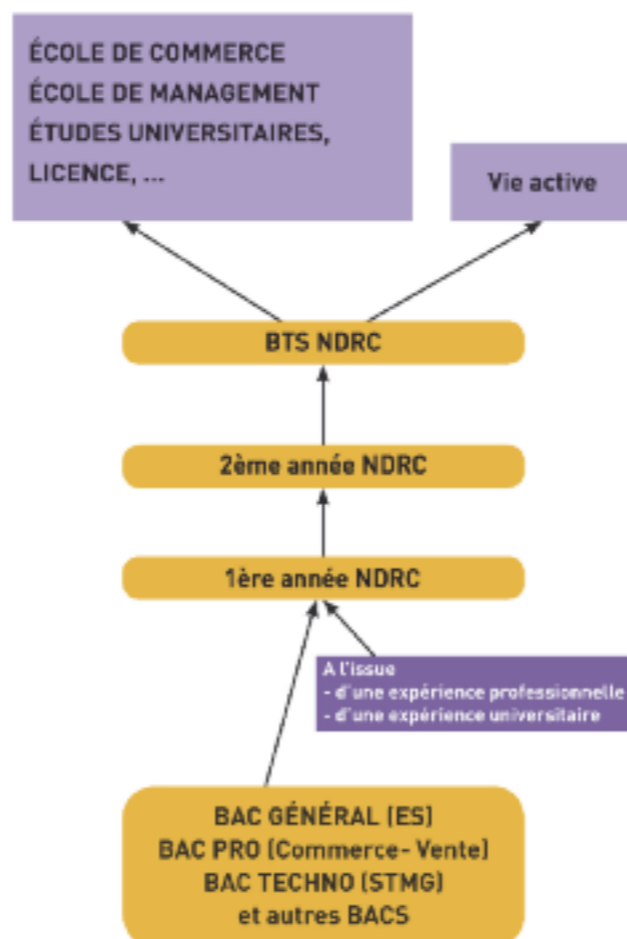 ÉCOLE DE COMMERCE
ÉCOLE DE MANAGEMENT
ÉTUDES UNIVERSITAIRES,
LICENCE, ...
Vie active
BTS NDRC
2ème année NDRC
1ère année NDRC
A l'issue
- d'une expérience professionnelle
- d'une expérience universitaire
BAC GÉNÉRAL (ES)
BAC PRO (Commerce- Vente)
BAC TECHNO (STMG)
et autres BACS